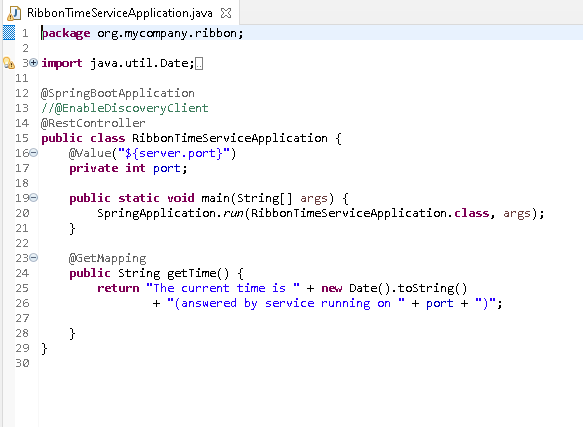 RibbonTimeServiceApplication.java
1 package org.mycompany.ribbon;
2
3 import java.util.Date;
11
12 @SpringBootApplication
13 //@EnableDiscoveryClient
14 @RestController
15 public class RibbonTimeServiceApplication {
16 @Value("${server.port}")
17 private int port;
18
19 public static void main(String[] args) {
20 SpringApplication.run(RibbonTimeServiceApplication.class, args);
21 }
22
23 @GetMapping
24 public String getTime() {
25 return "The current time is " + new Date().toString()
26 + "(answered by service running on " + port + ")";
27
28 }
29 }
30